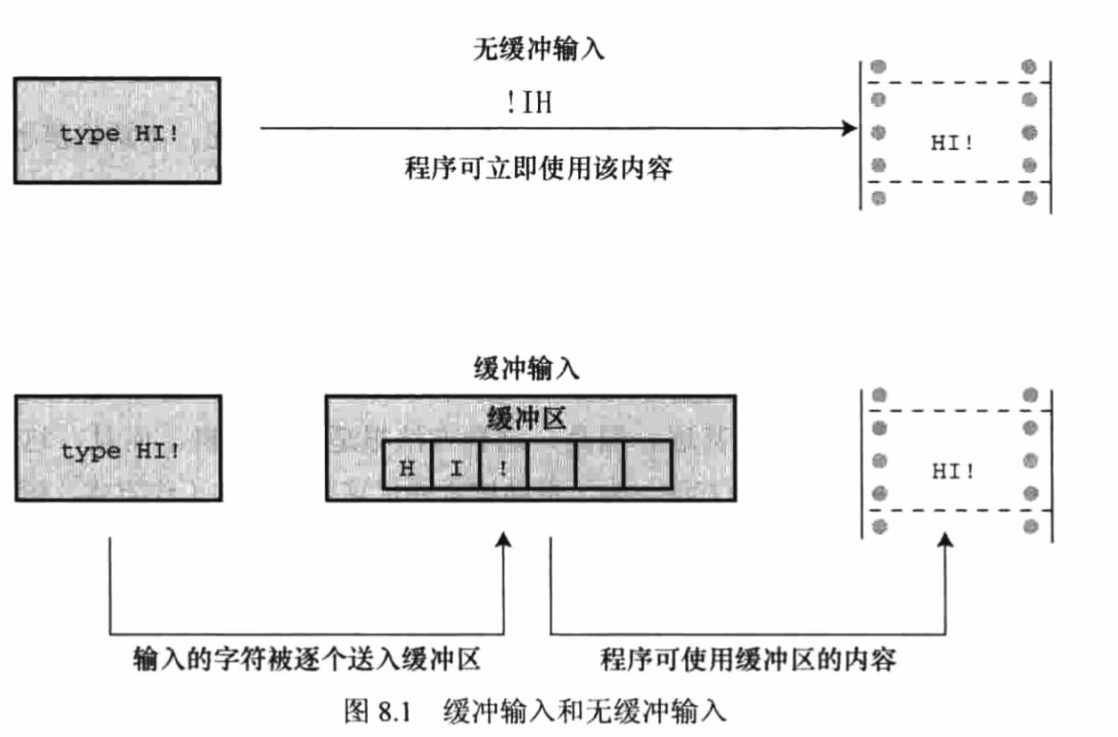 无缓冲输入
type HI!
!IH
HI!
程序可立即使用该内容
缓冲输入
缓冲区
type HI!
H I !
HI!
输入的字符被逐个送入缓冲区
程序可使用缓冲区的内容
图 8.1 缓冲输入和无缓冲输入